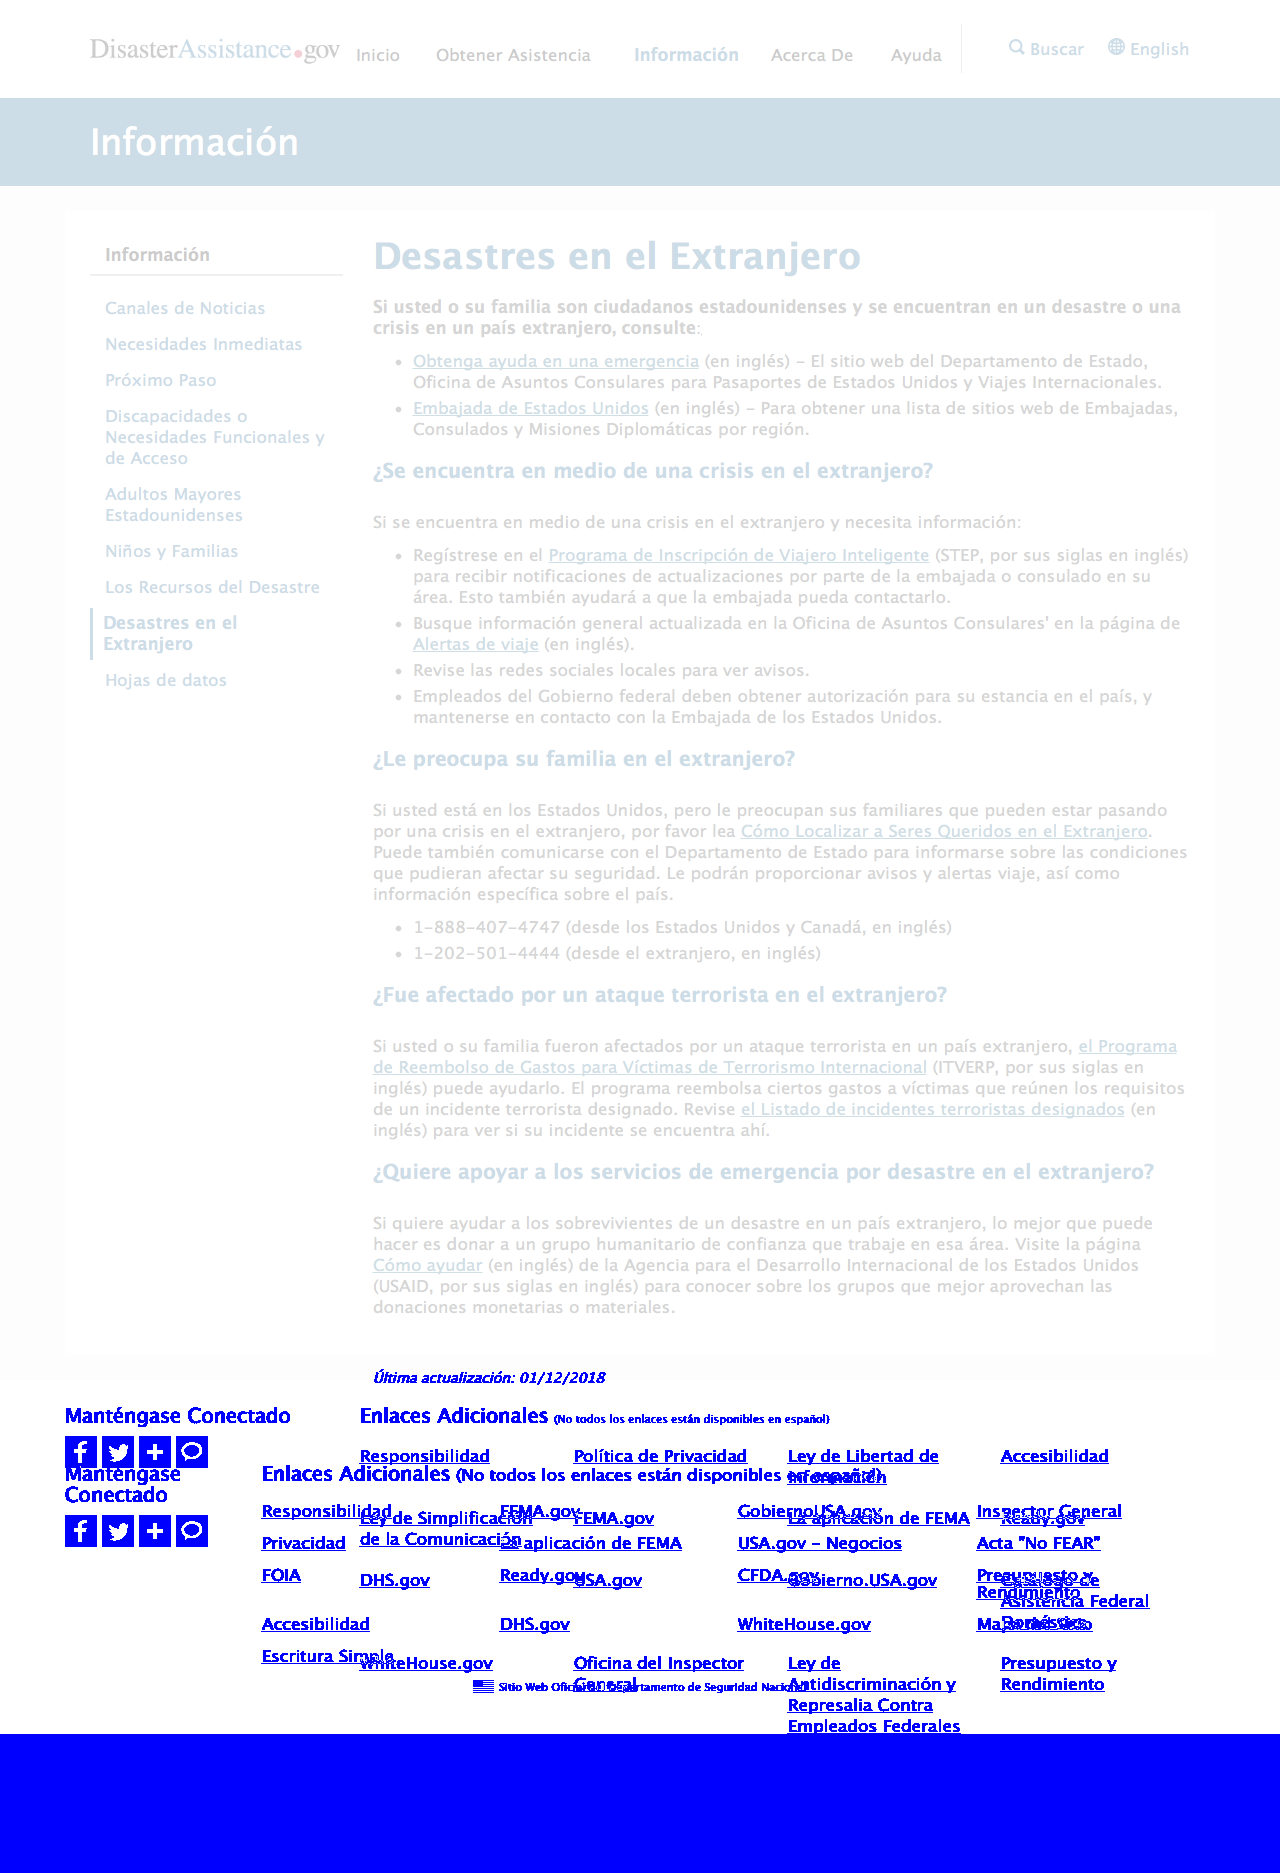 DisasterAssistance.gov Inicio Obtener Asistencia Información Acerca De Ayuda Buscar English
Información
Información
Canales de Noticias
Necesidades Inmediatas
Próximo Paso
Discapacidades o
Necesidades Funcionales y
de Acceso
Adultos Mayores
Estadounidenses
Niños y Familias
Los Recursos del Desastre
Desastres en el
Extranjero
Hojas de datos
Desastres en el Extranjero
Si usted o su familia son ciudadanos estadounidenses y se encuentran en un desastre o una
crisis en un país extranjero, consulte:
• Obtenga ayuda en una emergencia (en inglés) - El sitio web del Departamento de Estado,
Oficina de Asuntos Consulares para Pasaportes de Estados Unidos y Viajes Internacionales.
• Embajada de Estados Unidos (en inglés) - Para obtener una lista de sitios web de Embajadas,
Consulados y Misiones Diplomáticas por región.
¿Se encuentra en medio de una crisis en el extranjero?
Si se encuentra en medio de una crisis en el extranjero y necesita información:
• Regístrese en el Programa de Inscripción de Viajero Inteligente (STEP, por sus siglas en inglés)
para recibir notificaciones de actualizaciones por parte de la embajada o consulado en su
área. Esto también ayudará a que la embajada pueda contactarlo.
• Busque información general actualizada en la Oficina de Asuntos Consulares' en la página de
Alertas de viaje (en inglés).
• Revise las redes sociales locales para ver avisos.
• Empleados del Gobierno federal deben obtener autorización para su estancia en el país, y
mantenerse en contacto con la Embajada de los Estados Unidos.
¿Le preocupa su familia en el extranjero?
Si usted está en los Estados Unidos, pero le preocupan sus familiares que pueden estar pasando
por una crisis en el extranjero, por favor lea Cómo Localizar a Seres Queridos en el Extranjero.
Puede también comunicarse con el Departamento de Estado para informarse sobre las condiciones
que pudieran afectar su seguridad. Le podrán proporcionar avisos y alertas viaje, así como
información específica sobre el país.
• 1-888-407-4747 (desde los Estados Unidos y Canadá, en inglés)
• 1-202-501-4444 (desde el extranjero, en inglés)
¿Fue afectado por un ataque terrorista en el extranjero?
Si usted o su familia fueron afectados por un ataque terrorista en un país extranjero, el Programa
de Reembolso de Gastos para Víctimas de Terrorismo Internacional (ITVERP, por sus siglas en
inglés) puede ayudarlo. El programa reembolsa ciertos gastos a víctimas que reúnen los requisitos
de un incidente terrorista designado. Revise el Listado de incidentes terroristas designados (en
inglés) para ver si su incidente se encuentra ahí.
¿Quiere apoyar a los servicios de emergencia por desastre en el extranjero?
Si quiere ayudar a los sobrevivientes de un desastre en un país extranjero, lo mejor que puede
hacer es donar a un grupo humanitario de confianza que trabaje en esa área. Visite la página
Cómo ayudar (en inglés) de la Agencia para el Desarrollo Internacional de los Estados Unidos
(USAID, por sus siglas en inglés) para conocer sobre los grupos que mejor aprovechan las
donaciones monetarias o materiales.
Última actualización: 01/12/2018
Manténgase Conectado Enlaces Adicionales (No todos los enlaces están disponibles en español)
Responsibilidad Política de Privacidad Ley de Libertad de Accesibilidad
Información
Manténgase
Conectado
Enlaces Adicionales (No todos los enlaces están disponibles en español)
Responsibilidad FEMA.gov GobiernoUSA.gov Inspector General
Ley de Simplificación FEMA.gov La aplicación de FEMA Ready.gov
de la Comunicación
Privacidad La aplicación de FEMA USA.gov - Negocios Acta "No FEAR"
FOIA Ready.gov CFDA.gov Presupuesto y
Rendimiento
DHS.gov USA.gov Gobierno.USA.gov Catálogo de
Asistencia Federal
Accesibilidad DHS.gov WhiteHouse.gov
Escritura Simple
WhiteHouse.gov Oficina del Inspector Ley de Presupuesto y
General Antidiscriminación y Rendimiento
Represalia Contra
Empleados Federales
Sitio Web Oficial del Departamento de Seguridad Nacional